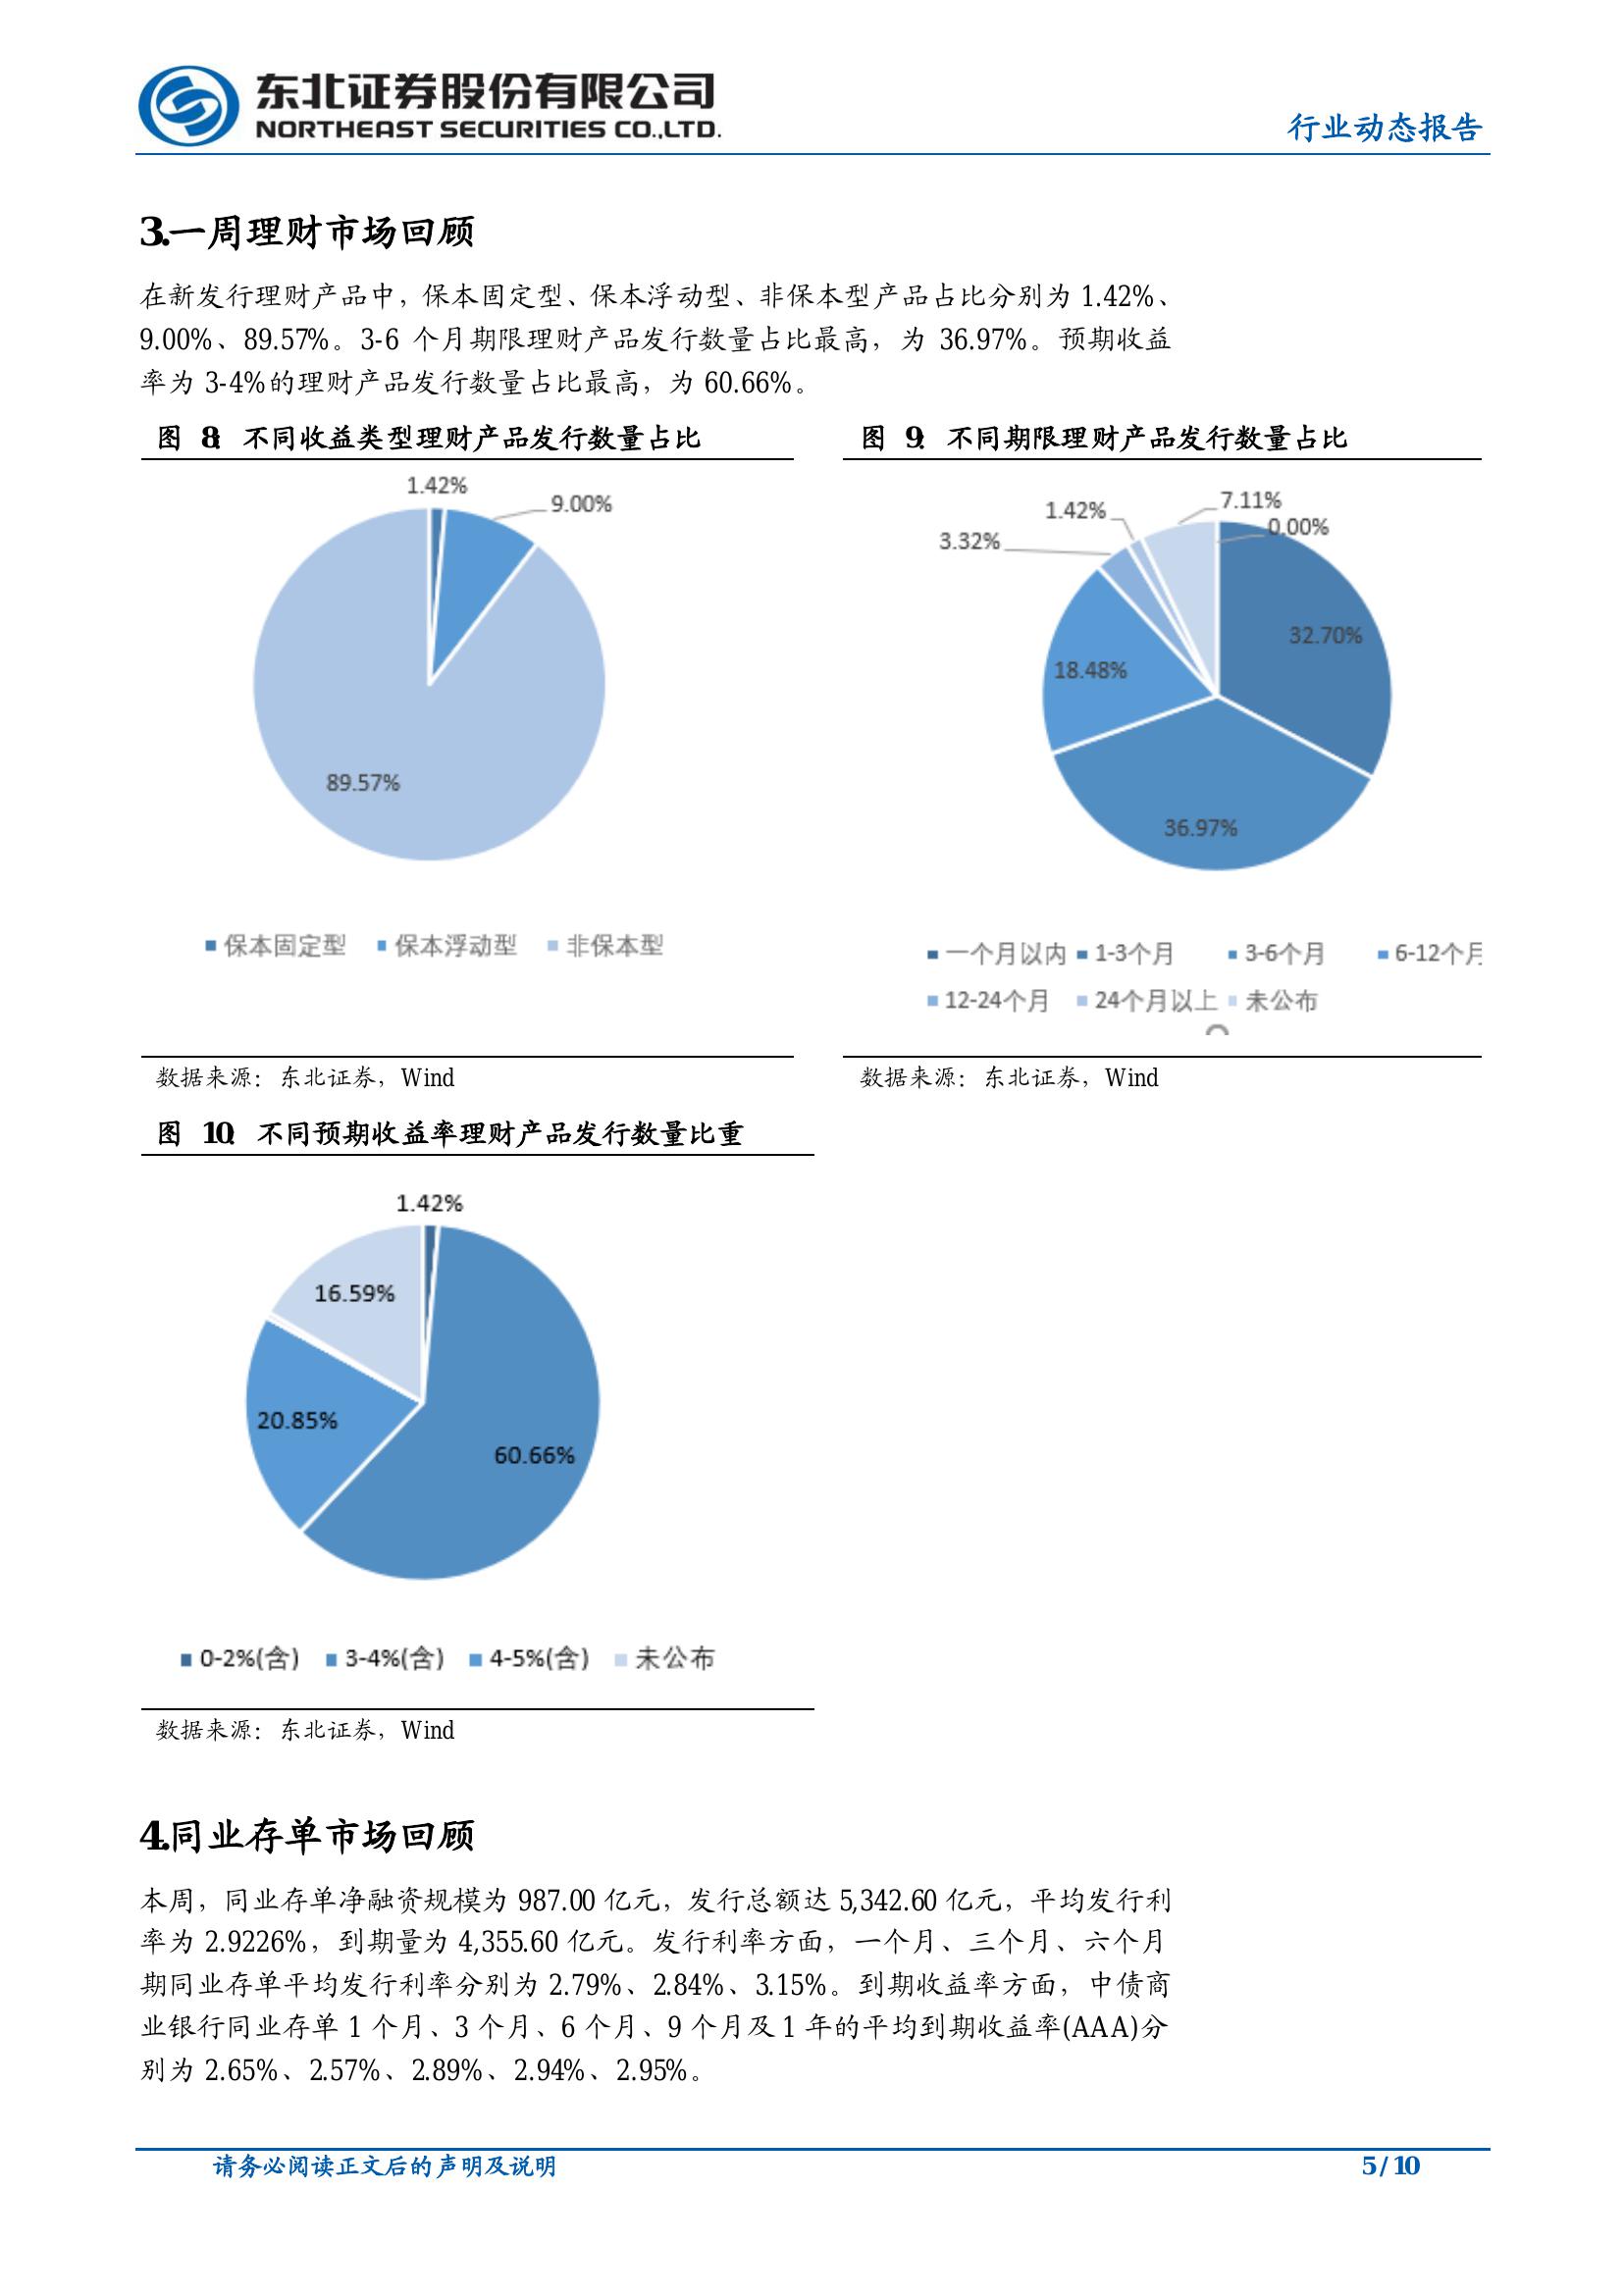 东北证券股份有限公司
NORTHEAST SECURITIES CO.,LTD.
行业动态报告
3.一周理财市场回顾
在新发行理财产品中，保本固定型、保本浮动型、非保本型产品占比分别为 1.42%、
9.00%、89.57%。3-6 个月期限理财产品发行数量占比最高，为 36.97%。预期收益
率为 3-4%的理财产品发行数量占比最高，为 60.66%。
图 8：不同收益类型理财产品发行数量占比
1.42%
9.00%
89.57%
保本固定型 保本浮动型 非保本型
数据来源：东北证券，Wind
图 9：不同期限理财产品发行数量占比
7.11%
1.42%
0.00%
3.32%
32.70%
18.48%
36.97%
一个月以内 1-3个月 3-6个月 6-12个月
12-24个月 24个月以上 未公布
数据来源：东北证券，Wind
图 10：不同预期收益率理财产品发行数量比重
1.42%
16.59%
20.85%
60.66%
0-2%(含) 3-4%(含) 4-5%(含) 未公布
数据来源：东北证券，Wind
4.同业存单市场回顾
本周，同业存单净融资规模为 987.00 亿元，发行总额达 5,342.60 亿元，平均发行利
率为 2.9226%，到期量为 4,355.60 亿元。发行利率方面，一个月、三个月、六个月
期同业存单平均发行利率分别为 2.79%、2.84%、3.15%。到期收益率方面，中债商
业银行同业存单 1 个月、3 个月、6 个月、9 个月及 1 年的平均到期收益率(AAA)分
别为 2.65%、2.57%、2.89%、2.94%、2.95%。
请务必阅读正文后的声明及说明
5 / 10